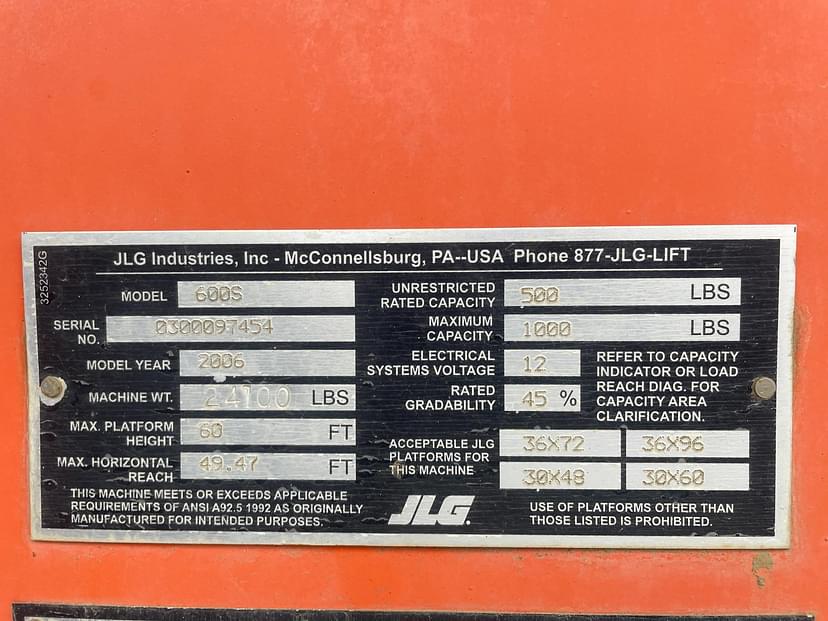 3252342G
JLG Industries, Inc - McConnellsburg, PA--USA Phone 877-JLG-LIFT
MODEL 600S
SERIAL NO. 0300097454
MODEL YEAR 2006
MACHINE WT. 24100 LBS
MAX. PLATFORM HEIGHT 60 FT
MAX. HORIZONTAL REACH 49.47 FT
THIS MACHINE MEETS OR EXCEEDS APPLICABLE
REQUIREMENTS OF ANSI A92.5 1992 AS ORIGINALLY
MANUFACTURED FOR INTENDED PURPOSES.
UNRESTRICTED RATED CAPACITY 500 LBS
MAXIMUM CAPACITY 1000 LBS
ELECTRICAL SYSTEMS VOLTAGE 12
RATED GRADABILITY 45 %
REFER TO CAPACITY
INDICATOR OR LOAD
REACH DIAG. FOR
CAPACITY AREA
CLARIFICATION.
ACCEPTABLE JLG
PLATFORMS FOR
THIS MACHINE
36X72 36X96
30X48 30X60
JLG.
USE OF PLATFORMS OTHER THAN
THOSE LISTED IS PROHIBITED.